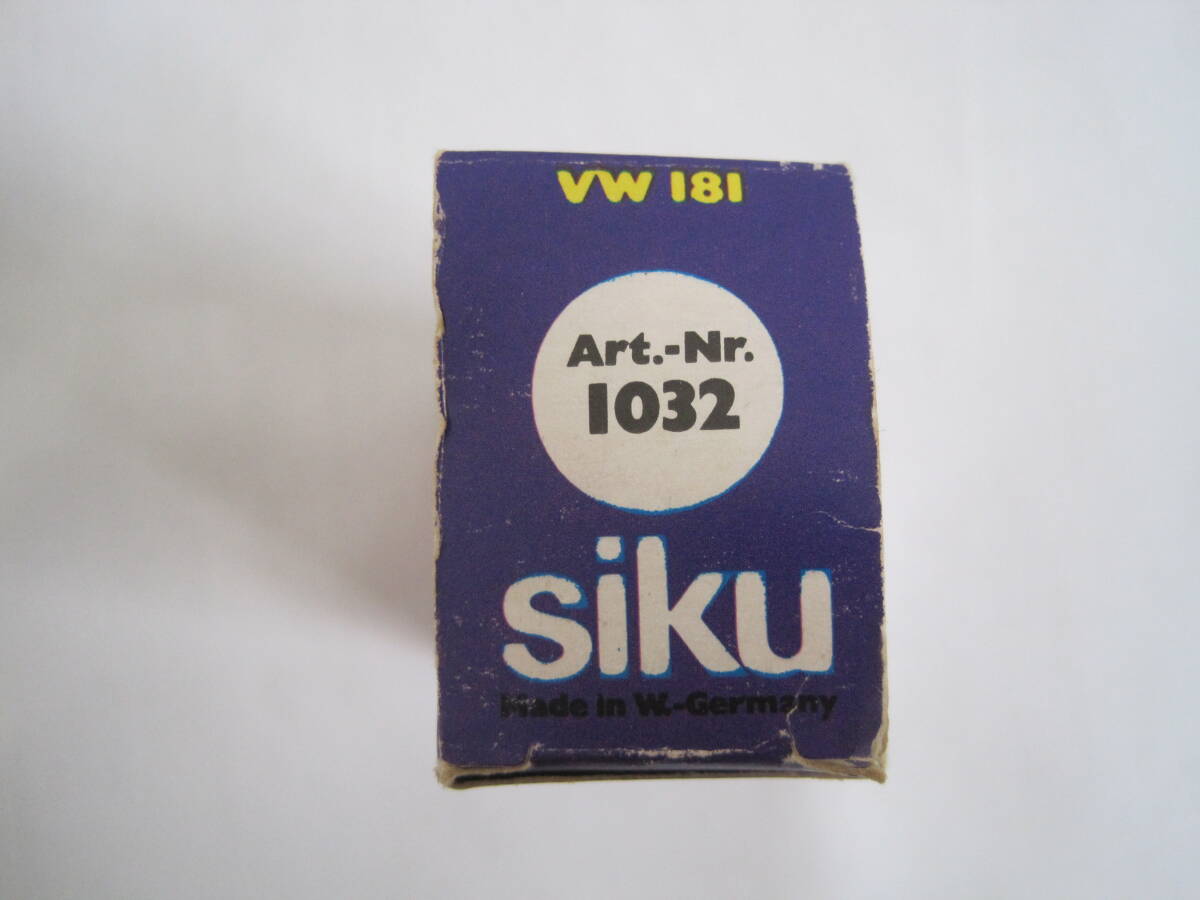 VW 181
Art.-Nr.
1032
siku
Made in W.-Germany